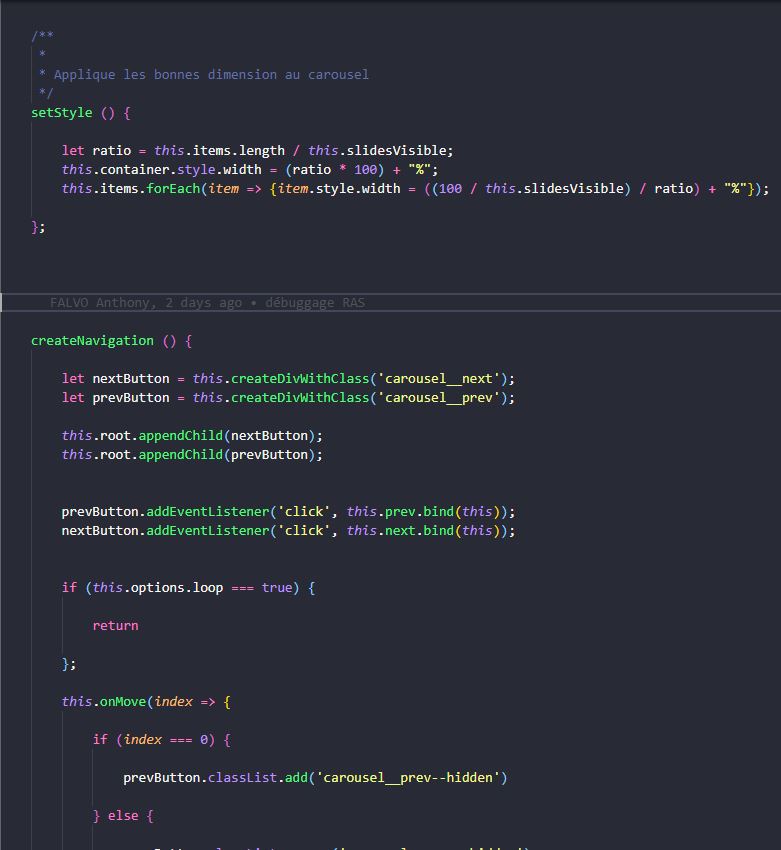 /**
*
* Applique les bonnes dimension au carousel
*/
setStyle () {
let ratio = this.items.length / this.slidesVisible;
this.container.style.width = (ratio * 100) + "%";
this.items.forEach(item => {item.style.width = ((100 / this.slidesVisible) / ratio) + "%"});
};
FALVO Anthony, 2 days ago • débuggage RAS
createNavigation () {
let nextButton = this.createDivWithClass('carousel__next');
let prevButton = this.createDivWithClass('carousel__prev');
this.root.appendChild(nextButton);
this.root.appendChild(prevButton);
prevButton.addEventListener('click', this.prev.bind(this));
nextButton.addEventListener('click', this.next.bind(this));
if (this.options.loop === true) {
return
};
this.onMove(index => {
if (index === 0) {
prevButton.classList.add('carousel__prev--hidden')
} else {